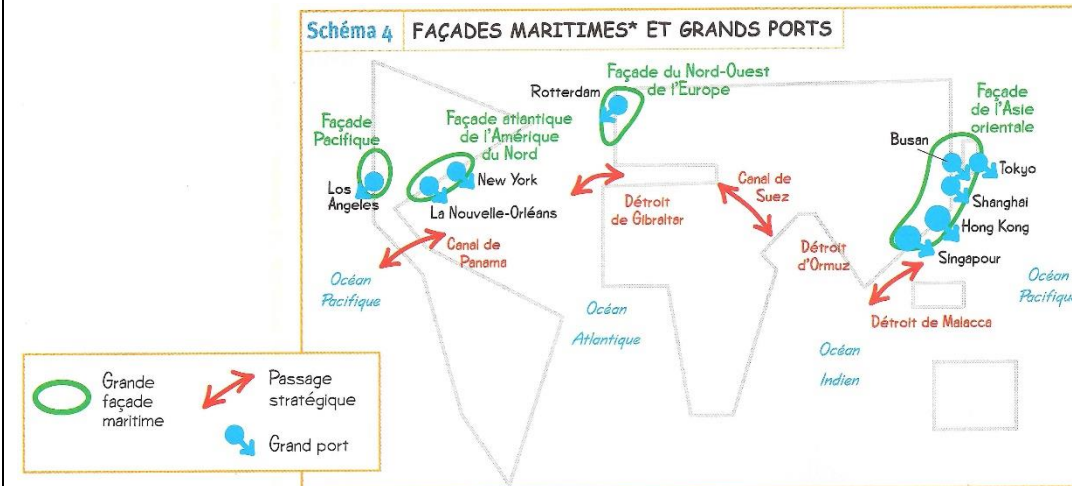 Schéma 4 FAÇADES MARITIMES* ET GRANDS PORTS
Façade
Pacifique
Los
Angeles
Façade atlantique
de l'Amérique
du Nord
New York
La Nouvelle-Orléans
Canal de
Panama
Océan
Pacifique
Rotterdam
Façade du Nord-Ouest
de l'Europe
Détroit
de Gibraltar
Canal de
Suez
Océan
Atlantique
Détroit
d'Ormuz
Façade
de l'Asie
orientale
Busan
Tokyo
Shanghai
Hong Kong
Singapour
Détroit de Malacca
Océan
Pacifique
Océan
Indien
Grande
façade
maritime
Passage
stratégique
Grand port